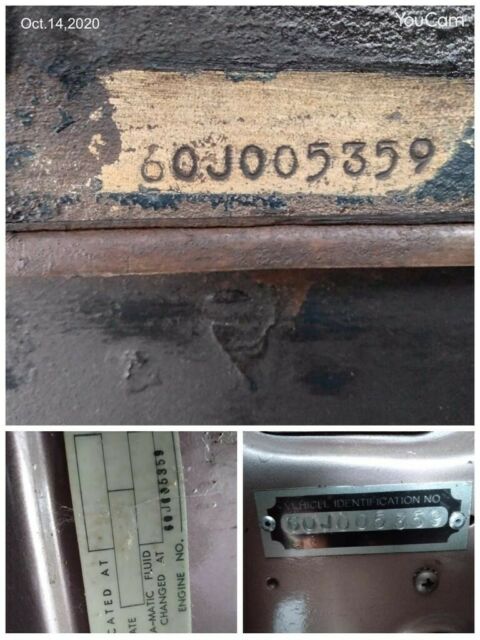 Oct.14,2020
YouCam
60J005359
CATED AT
ATE
A-MATIC FLUID
CHANGED AT
ENGINE NO.
60J005359
VEHICLE IDENTIFICATION NO
60J005359